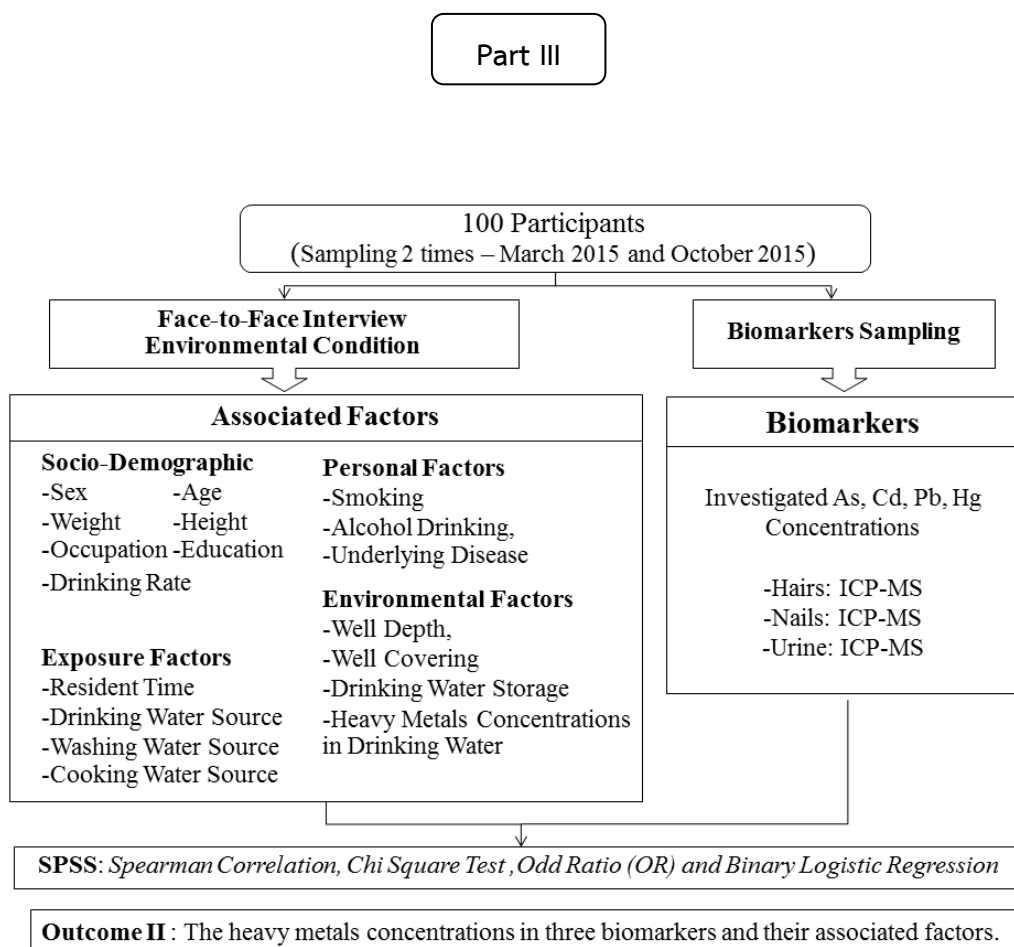 Part III
100 Participants
(Sampling 2 times – March 2015 and October 2015)
Face-to-Face Interview
Environmental Condition
Biomarkers Sampling
Associated Factors
Socio-Demographic
-Sex -Age
-Weight -Height
-Occupation -Education
-Drinking Rate
Exposure Factors
-Resident Time
-Drinking Water Source
-Washing Water Source
-Cooking Water Source
Personal Factors
-Smoking
-Alcohol Drinking,
-Underlying Disease
Environmental Factors
-Well Depth,
-Well Covering
-Drinking Water Storage
-Heavy Metals Concentrations
in Drinking Water
Biomarkers
Investigated As, Cd, Pb, Hg
Concentrations
-Hairs: ICP-MS
-Nails: ICP-MS
-Urine: ICP-MS
SPSS: Spearman Correlation, Chi Square Test ,Odd Ratio (OR) and Binary Logistic Regression
Outcome II : The heavy metals concentrations in three biomarkers and their associated factors.